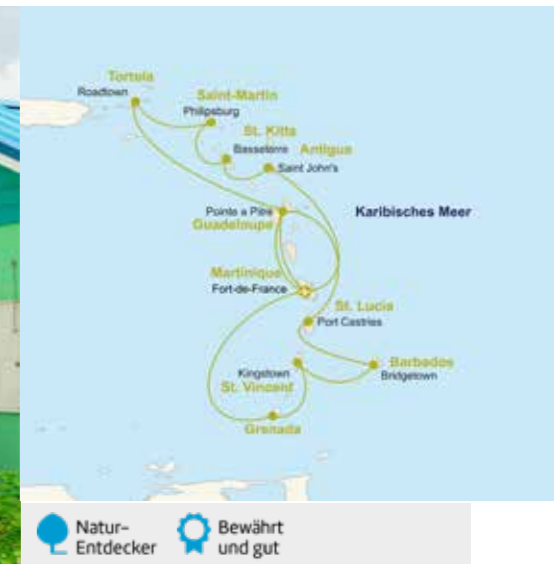 Tortola
Roadtown
Saint-Martin
Philipsburg
St. Kitts
Basseterre
Antigua
Saint John's
Pointe a Pitre
Guadeloupe
Karibisches Meer
Martinique
Fort-de-France
St. Lucia
Port Castries
Barbados
Bridgetown
Kingstown
St. Vincent
Grenada
Natur-
Entdecker
Bewährt
und gut